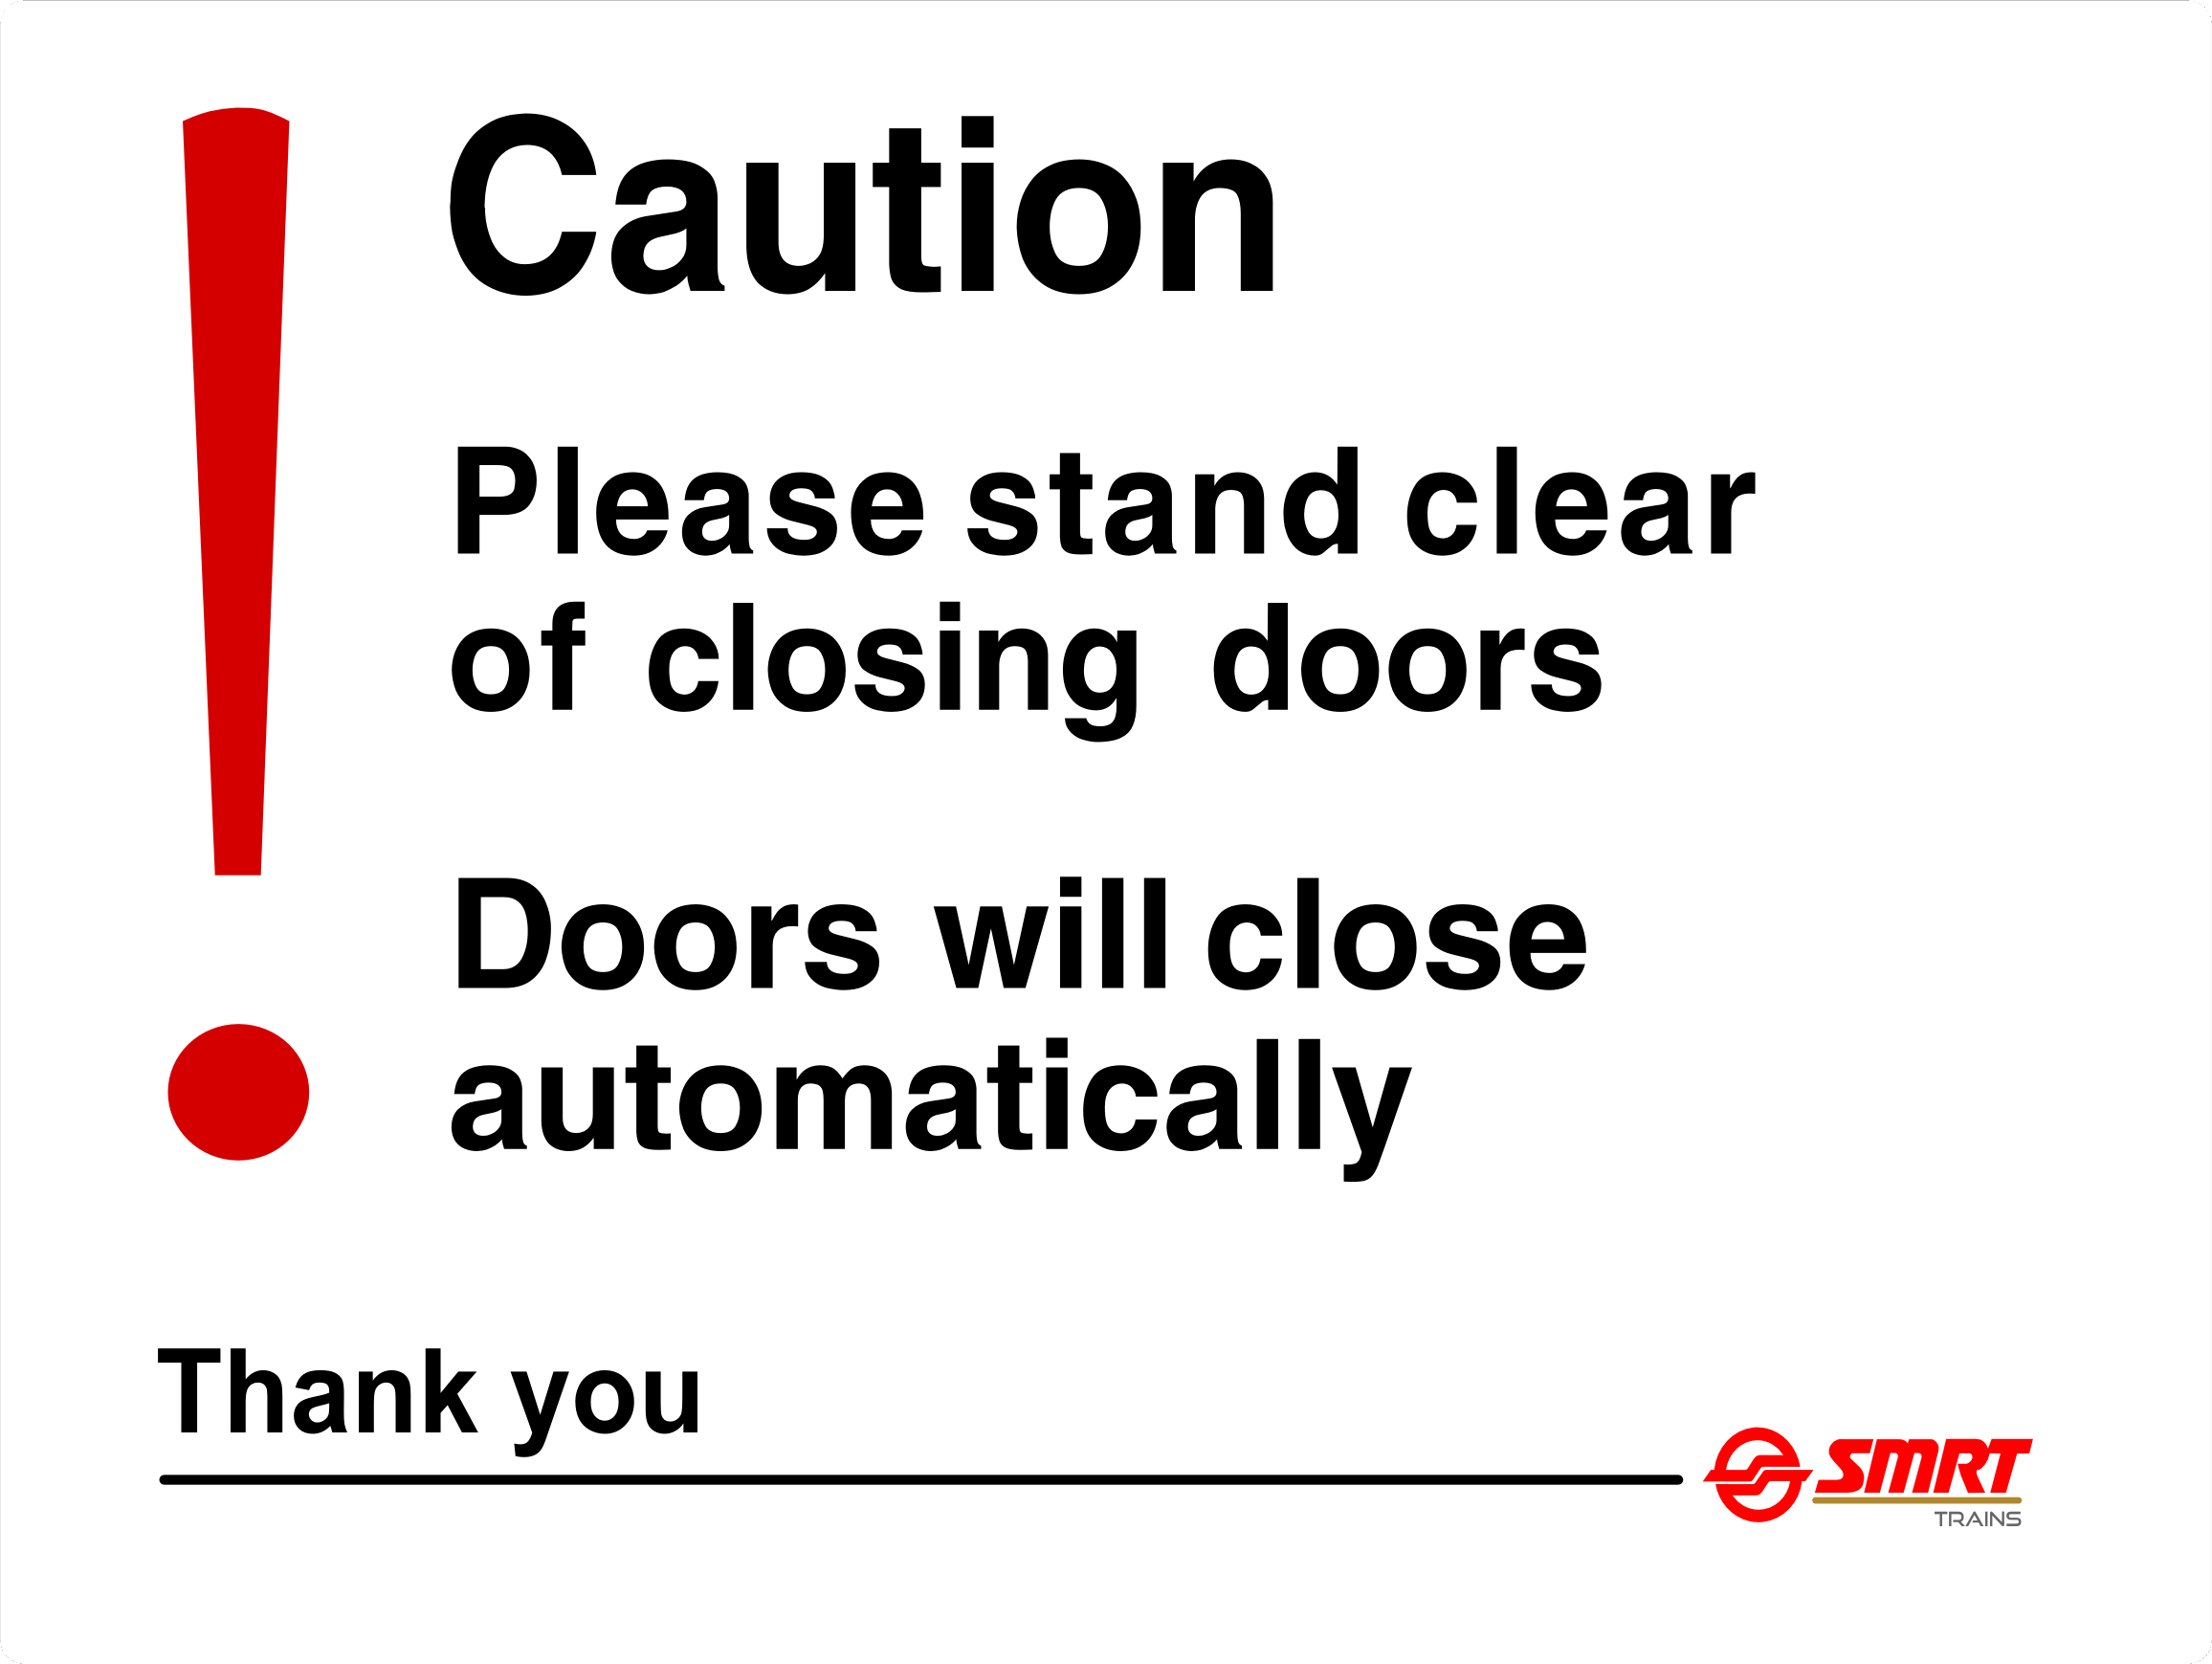 Caution
Please stand clear
of closing doors
Doors will close
automatically
Thank you
SMRT
TRAINS